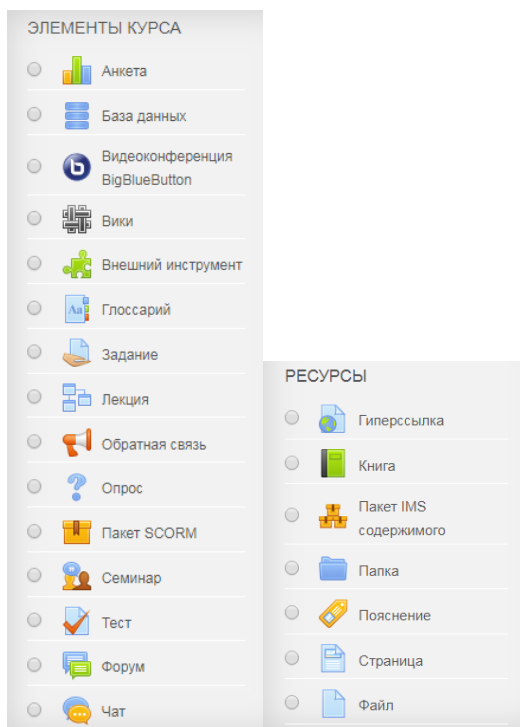 ЭЛЕМЕНТЫ КУРСА
Анкета
База данных
Видеоконференция
BigBlueButton
Вики
Внешний инструмент
Глоссарий
Задание
Лекция
Обратная связь
Опрос
Пакет SCORM
Семинар
Тест
Форум
Чат
РЕСУРСЫ
Гиперссылка
Книга
Пакет IMS
содержимого
Папка
Пояснение
Страница
Файл